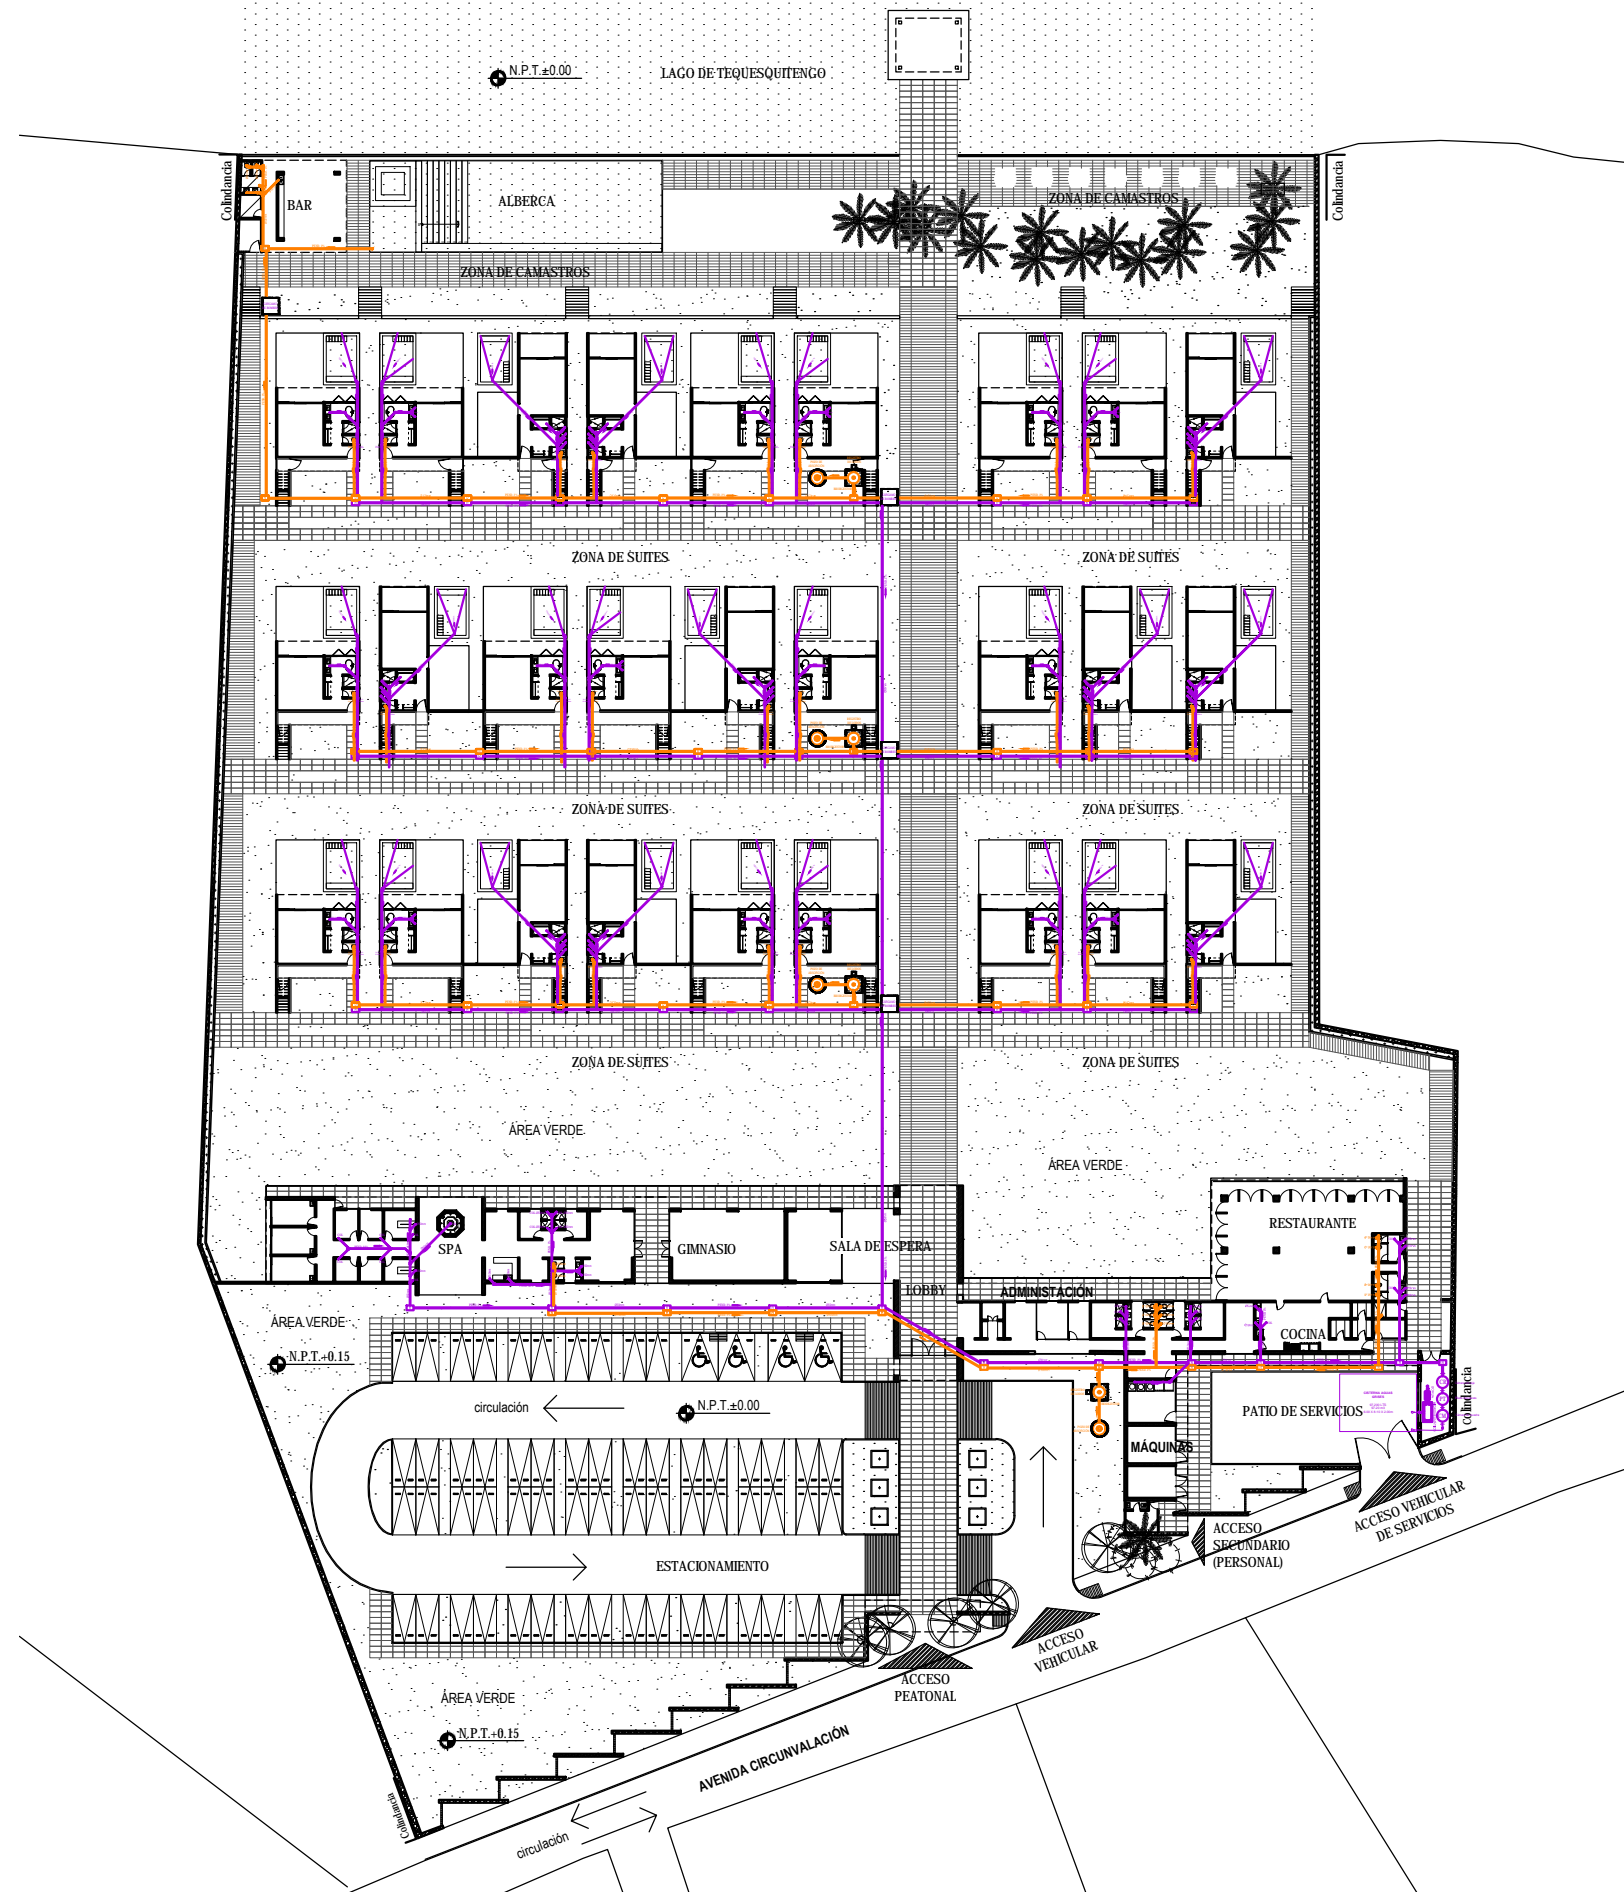 N.P.T.±0.00
LAGO DE TEQUESQUITENGO
Colindancia
Colindancia
BAR
ALBERCA
ZONA DE CAMASTROS
ZONA DE CAMASTROS
ZONA DE SUITES
ZONA DE SUITES
ZONA DE SUITES
ZONA DE SUITES
ZONA DE SUITES
ZONA DE SUITES
ÁREA VERDE
ÁREA VERDE
RESTAURANTE
SPA
GIMNASIO
SALA DE ESPERA
LOBBY
ADMINISTACIÓN
ÁREA VERDE
COCINA
N.P.T.+0.15
circulación
N.P.T.±0.00
PATIO DE SERVICIOS
Colindancia
MÁQUINAS
ACCESO VEHICULAR
DE SERVICIOS
ACCESO
SECUNDARIO
(PERSONAL)
ESTACIONAMIENTO
ACCESO
VEHICULAR
ACCESO
PEATONAL
ÁREA VERDE
N.P.T.+0.15
AVENIDA CIRCUNVALACIÓN
Colindancia
circulación